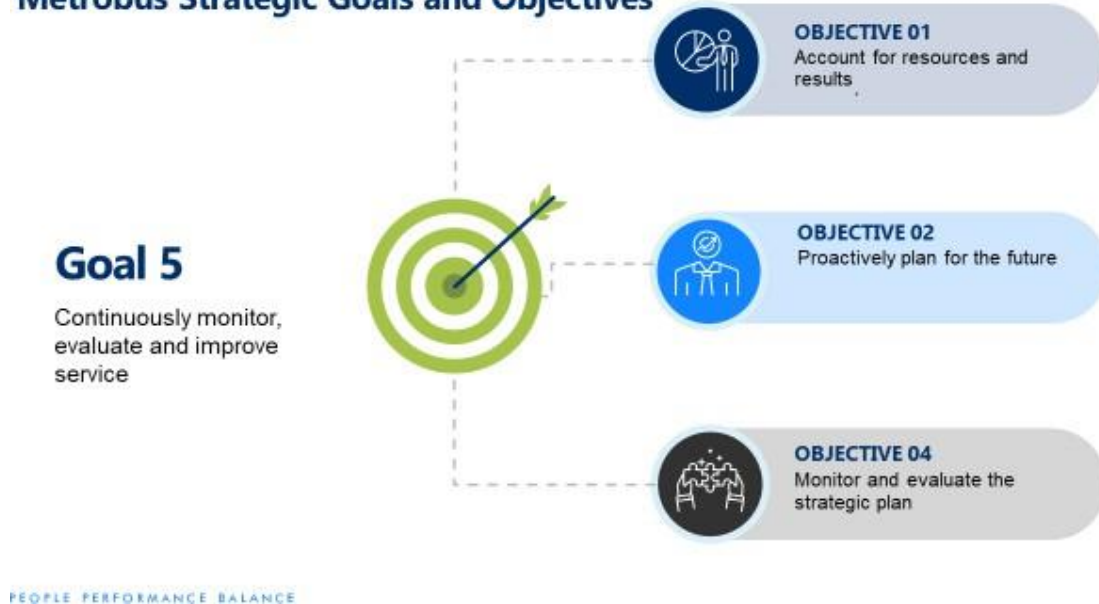 Metrobus Strategic Goals and Objectives
OBJECTIVE 01
Account for resources and
results
Goal 5
Continuously monitor,
evaluate and improve
service
OBJECTIVE 02
Proactively plan for the future
OBJECTIVE 04
Monitor and evaluate the
strategic plan
PEOPLE PERFORMANCE BALANCE